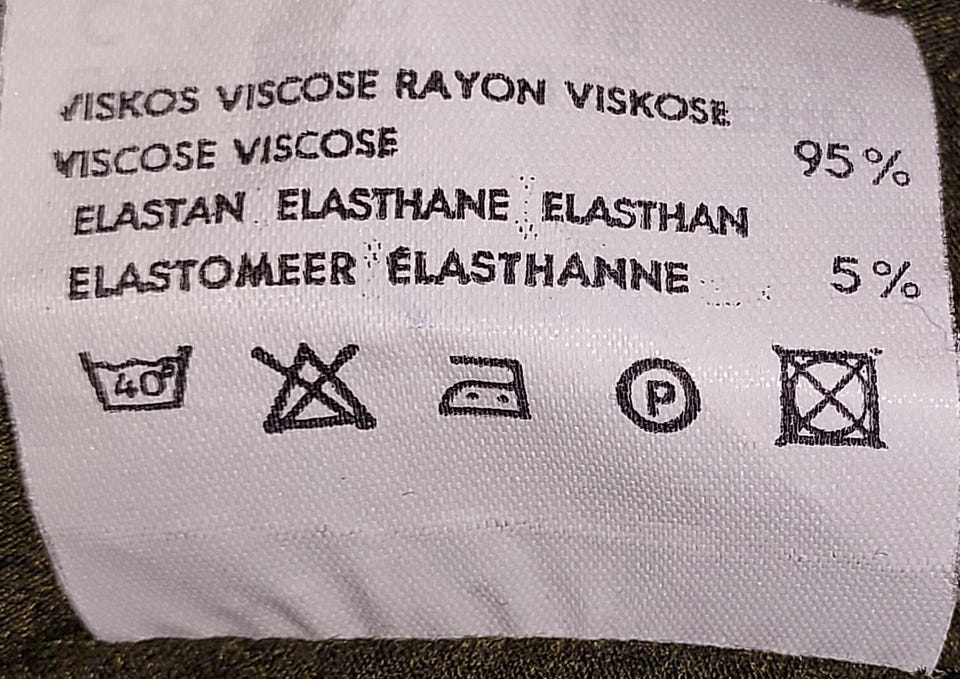 VISKOS VISCOSE RAYON VISKOSE
VISCOSE VISCOSE 95%
ELASTAN ELASTHANE ELASTHAN
ELASTOMEER ÉLASTHANNE 5%
40° P